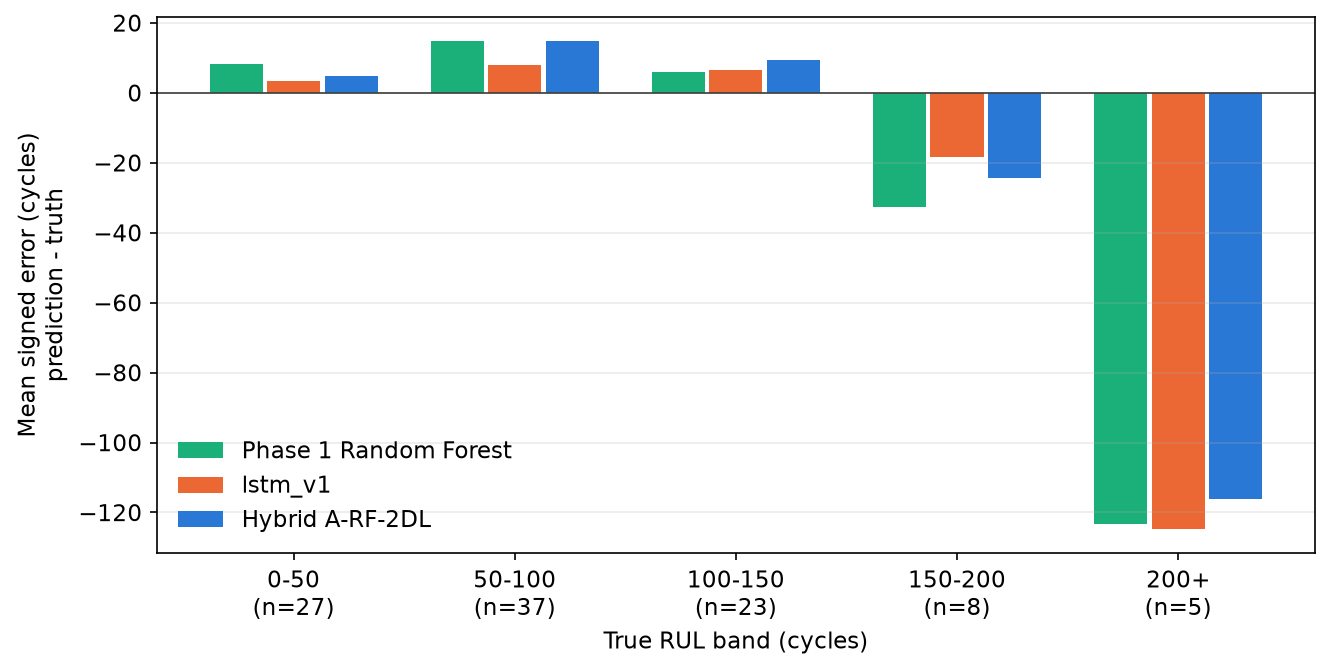 20
0
−20
−40
−60
−80
−100
−120
Mean signed error (cycles)
prediction - truth
Phase 1 Random Forest
lstm_v1
Hybrid A-RF-2DL
0-50
(n=27)
50-100
(n=37)
100-150
(n=23)
150-200
(n=8)
200+
(n=5)
True RUL band (cycles)